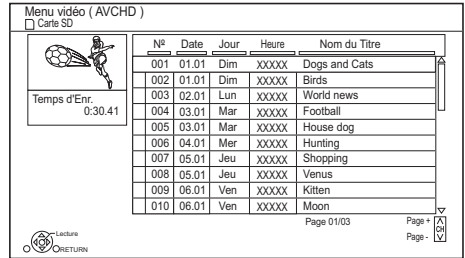 Menu vidéo ( AVCHD )
Carte SD
Nº Date Jour Heure Nom du Titre
001 01.01 Dim XXXXX Dogs and Cats
002 01.01 Dim XXXXX Birds
003 02.01 Lun XXXXX World news
004 03.01 Mar XXXXX Football
005 03.01 Mar XXXXX House dog
006 04.01 Mer XXXXX Hunting
007 05.01 Jeu XXXXX Shopping
008 05.01 Jeu XXXXX Venus
009 06.01 Ven XXXXX Kitten
010 06.01 Ven XXXXX Moon
Temps d'Enr.
0:30.41
Page 01/03
Page +
CH
Page -
Lecture
OK
RETURN